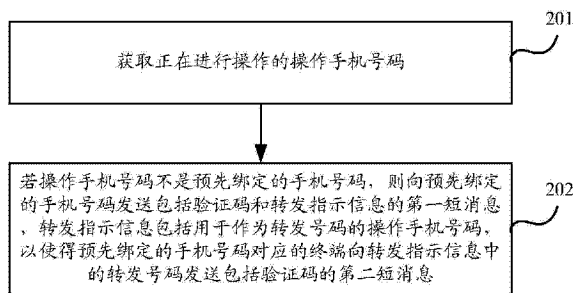 201
获取正在进行操作的操作手机号码
202
若操作手机号码不是预先绑定的手机号码，则向预先绑定
的手机号码发送包括验证码和转发指示信息的第一短消息
、转发指示信息包括用于作为转发号码的操作手机号码，
以使得预先绑定的手机号码对应的终端向转发指示信息中
的转发号码发送包括验证码的第二短消息